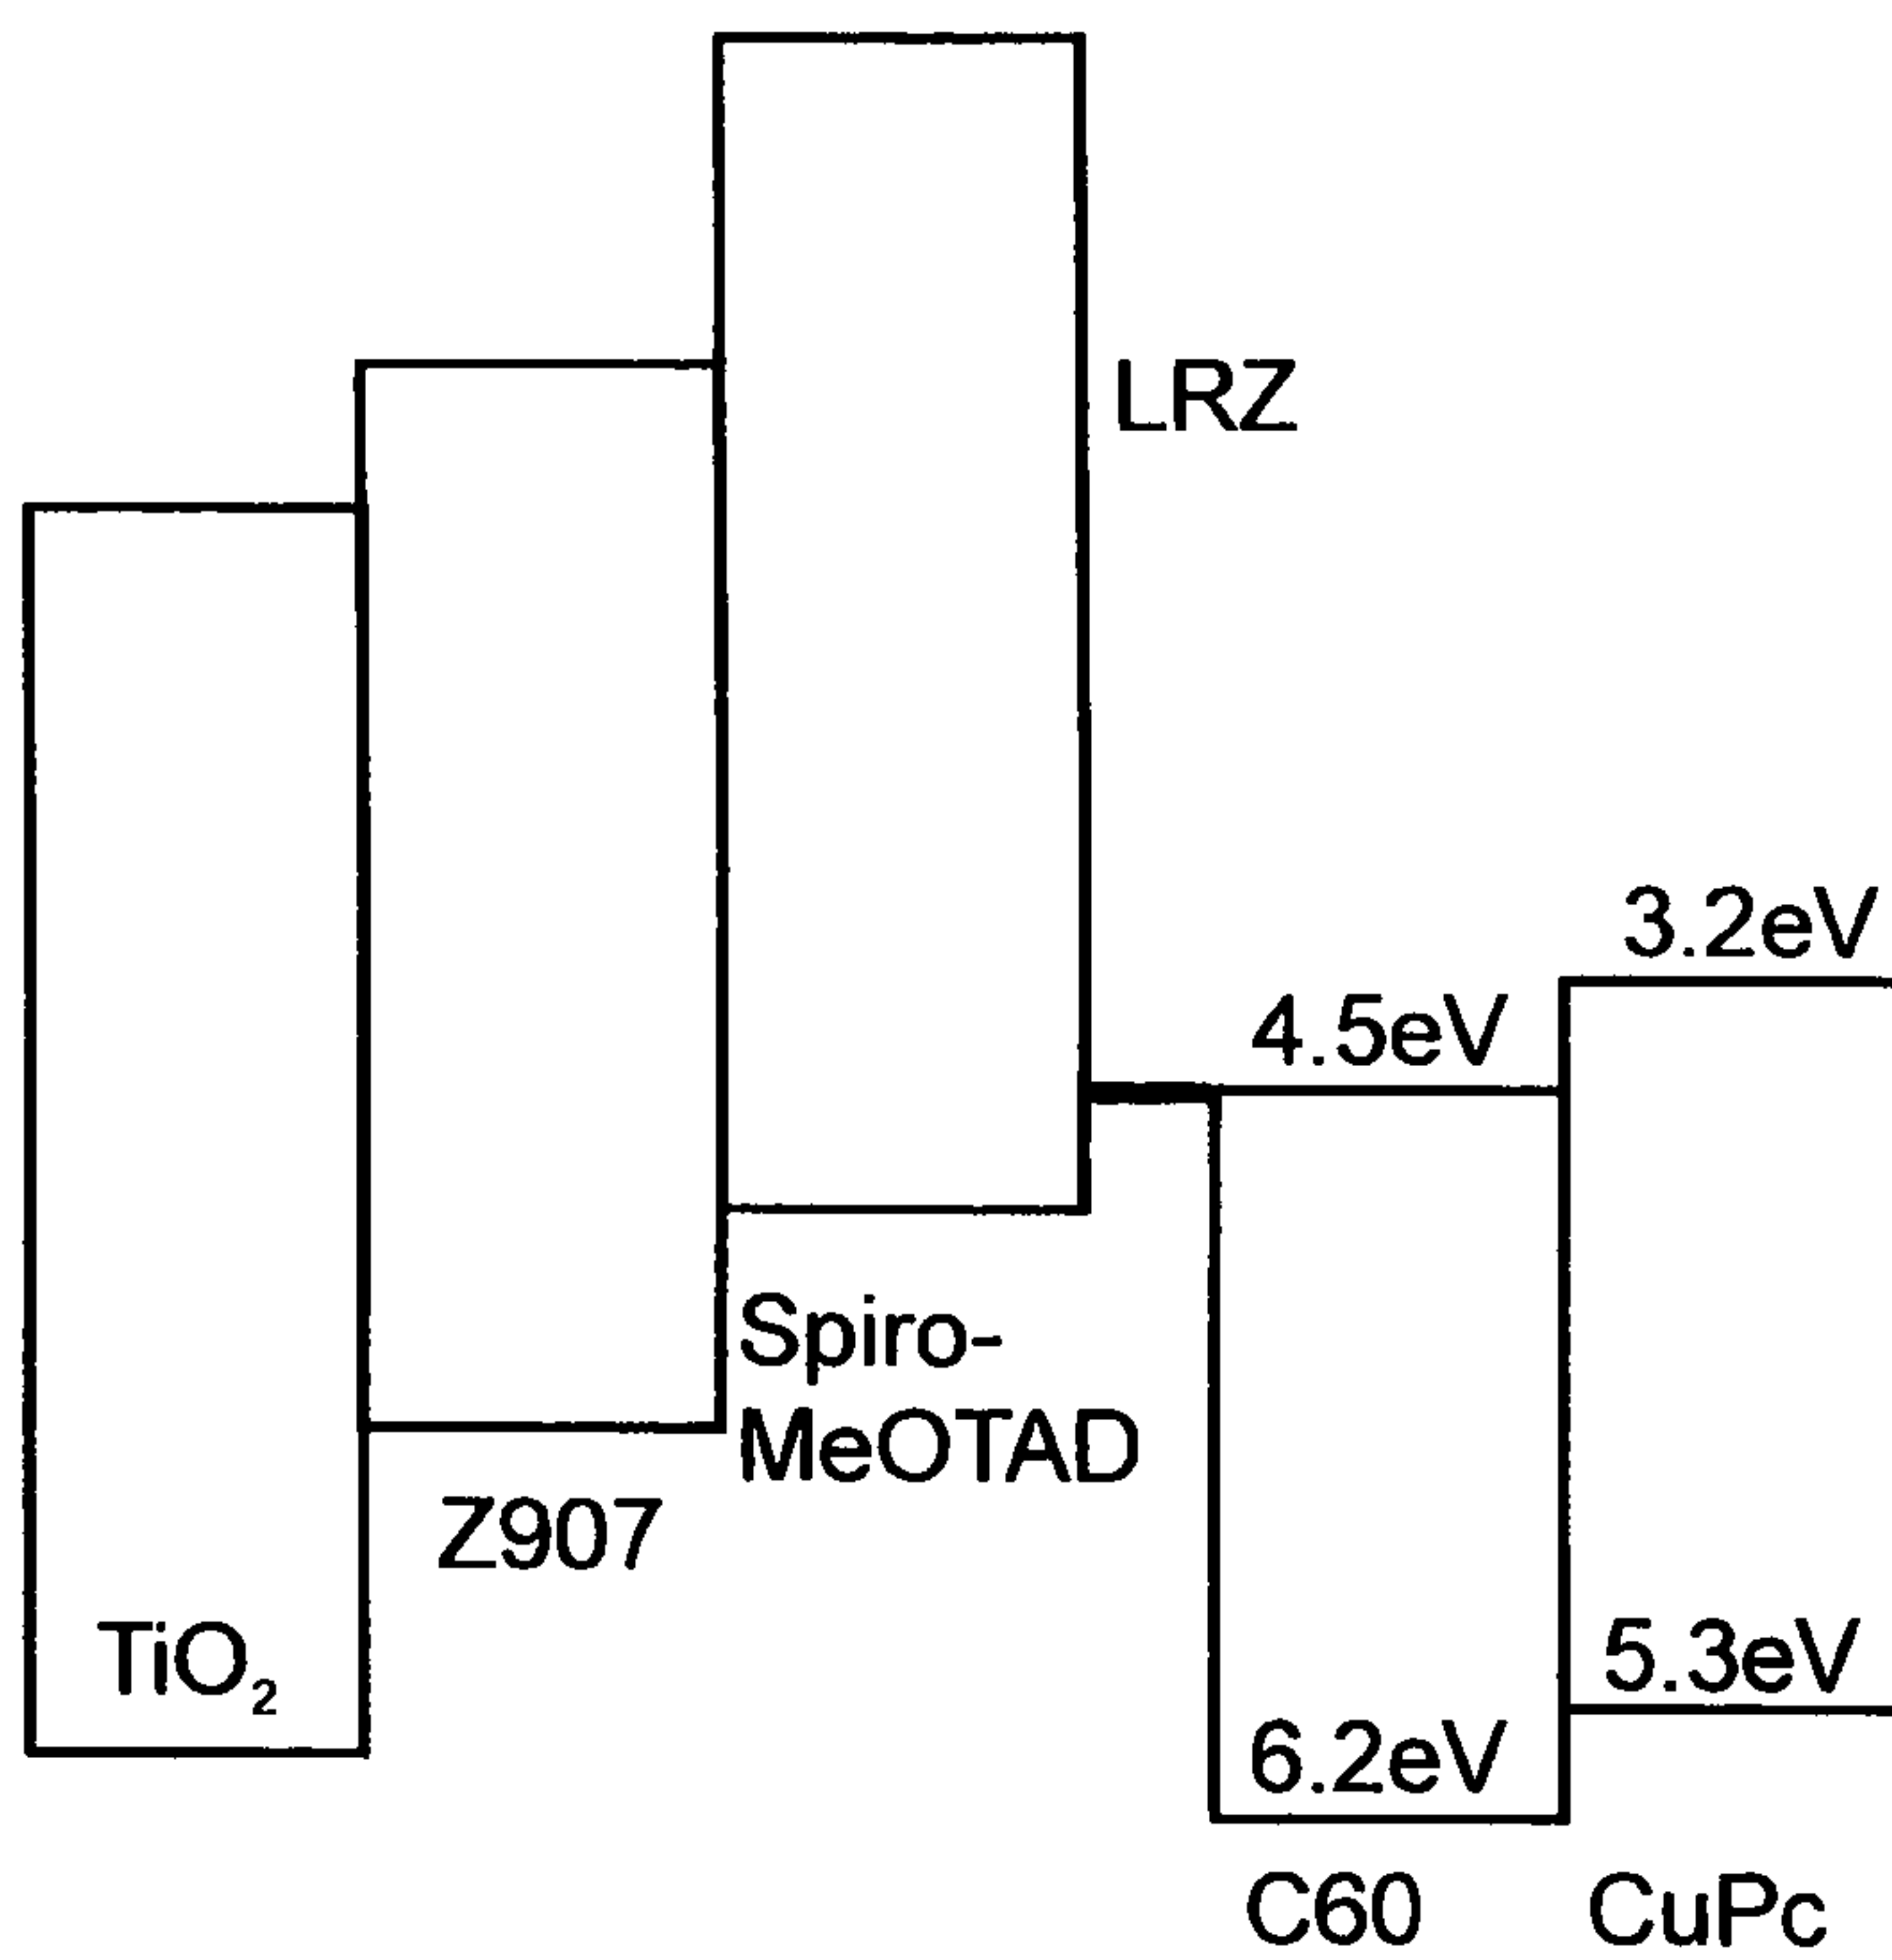 LRZ
3.2eV
4.5eV
Spiro-
MeOTAD
Z907
TiO₂
5.3eV
6.2eV
C60
CuPc